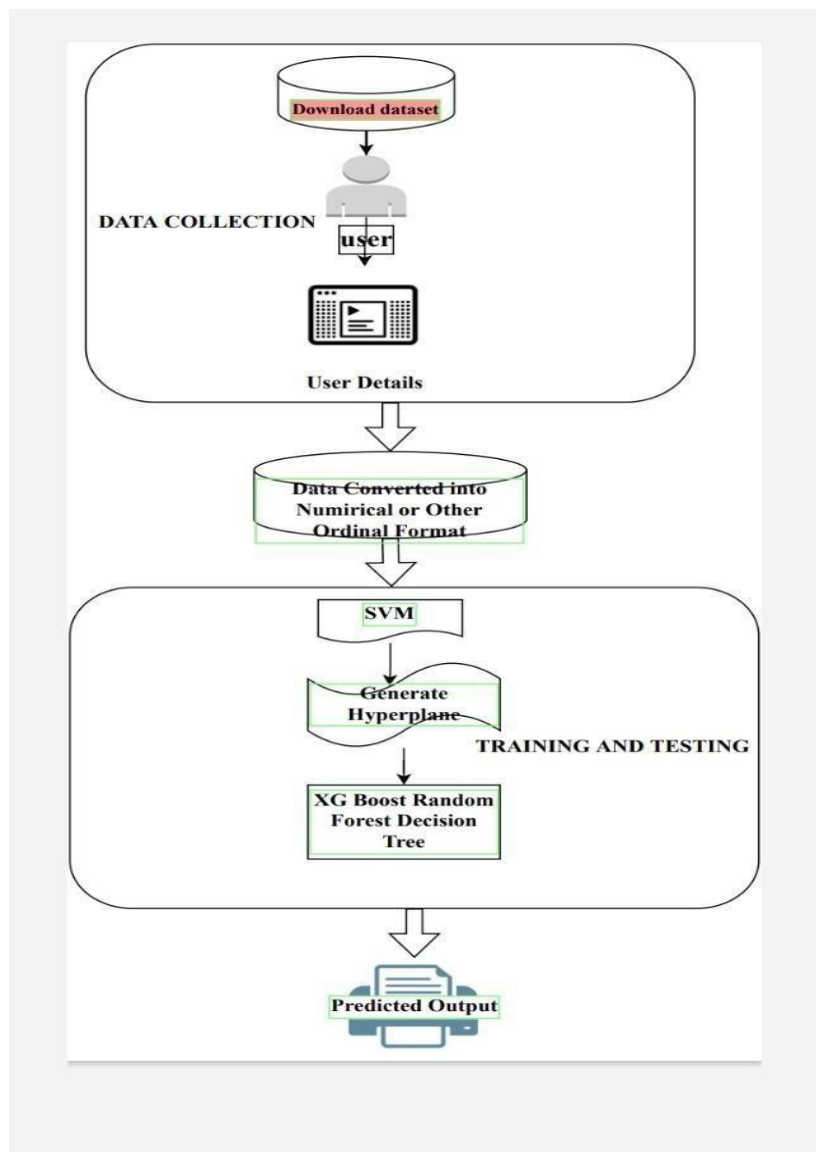 Download dataset
DATA COLLECTION
user
User Details
Data Converted into
Numirical or Other
Ordinal Format
SVM
Generate
Hyperplane
TRAINING AND TESTING
XG Boost Random
Forest Decision
Tree
Predicted Output